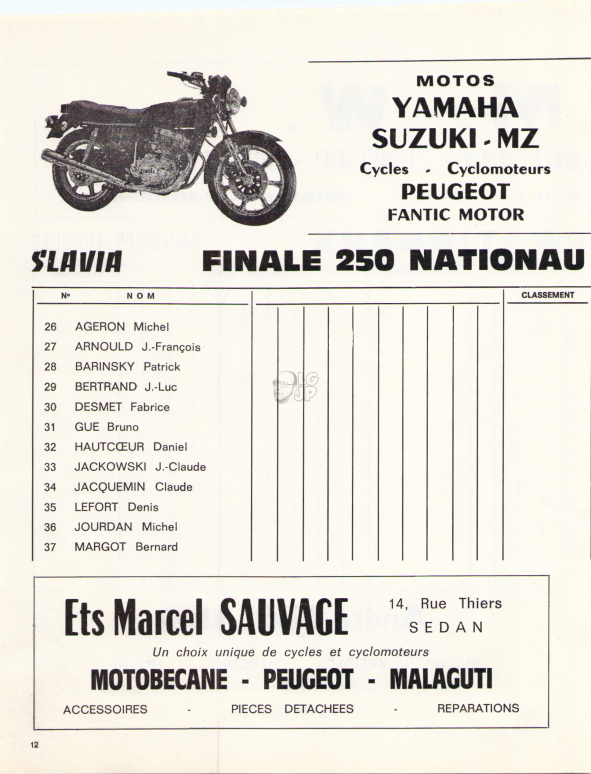 MOTOS
YAMAHA
SUZUKI - MZ
Cycles - Cyclomoteurs
PEUGEOT
FANTIC MOTOR
SLAVIA FINALE 250 NATIONAU
N° NOM CLASSEMENT
26 AGERON Michel
27 ARNOULD J.-François
28 BARINSKY Patrick
29 BERTRAND J.-Luc
30 DESMET Fabrice
31 GUE Bruno
32 HAUTCŒUR Daniel
33 JACKOWSKI J.-Claude
34 JACQUEMIN Claude
35 LEFORT Denis
36 JOURDAN Michel
37 MARGOT Bernard
LG
JP
Ets Marcel SAUVAGE 14, Rue Thiers
SEDAN
Un choix unique de cycles et cyclomoteurs
MOTOBECANE - PEUGEOT - MALAGUTI
ACCESSOIRES - PIECES DETACHEES - REPARATIONS
12